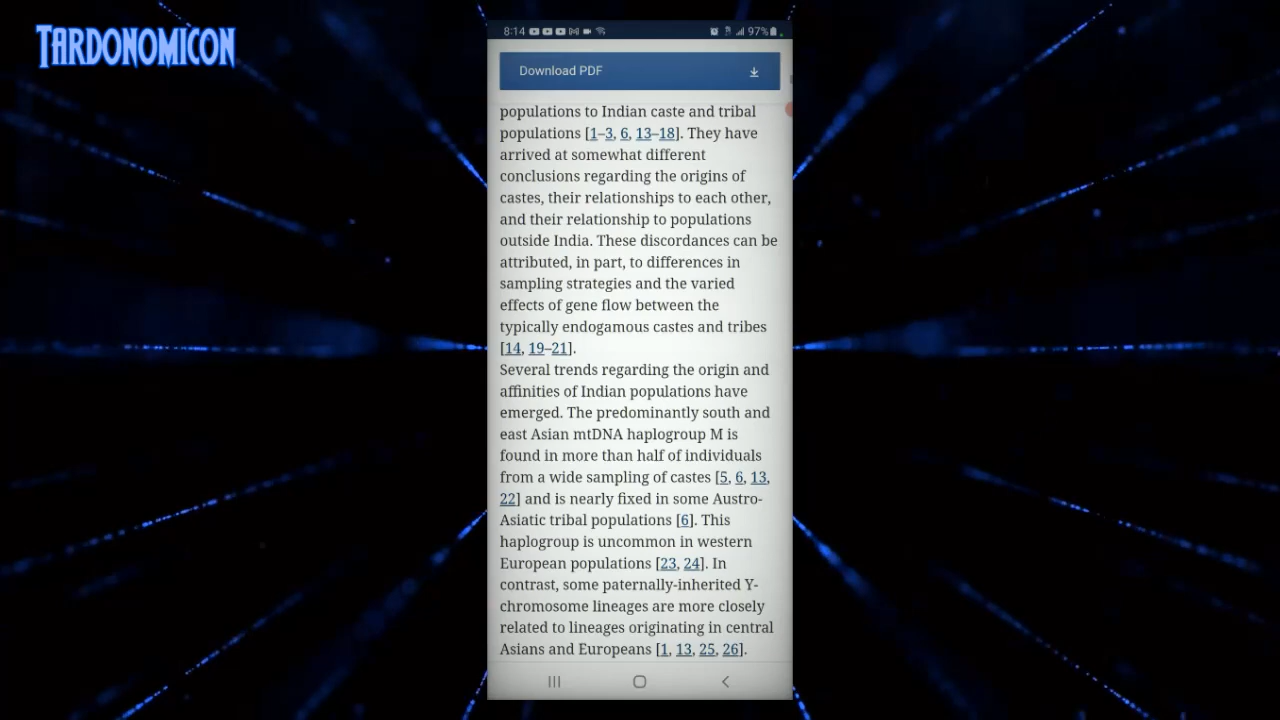 TARDONOMICON
8:14
97%
Download PDF
populations to Indian caste and tribal
populations [1–3, 6, 13–18]. They have
arrived at somewhat different
conclusions regarding the origins of
castes, their relationships to each other,
and their relationship to populations
outside India. These discordances can be
attributed, in part, to differences in
sampling strategies and the varied
effects of gene flow between the
typically endogamous castes and tribes
[14, 19–21].
Several trends regarding the origin and
affinities of Indian populations have
emerged. The predominantly south and
east Asian mtDNA haplogroup M is
found in more than half of individuals
from a wide sampling of castes [5, 6, 13,
22] and is nearly fixed in some Austro-
Asiatic tribal populations [6]. This
haplogroup is uncommon in western
European populations [23, 24]. In
contrast, some paternally-inherited Y-
chromosome lineages are more closely
related to lineages originating in central
Asians and Europeans [1, 13, 25, 26].